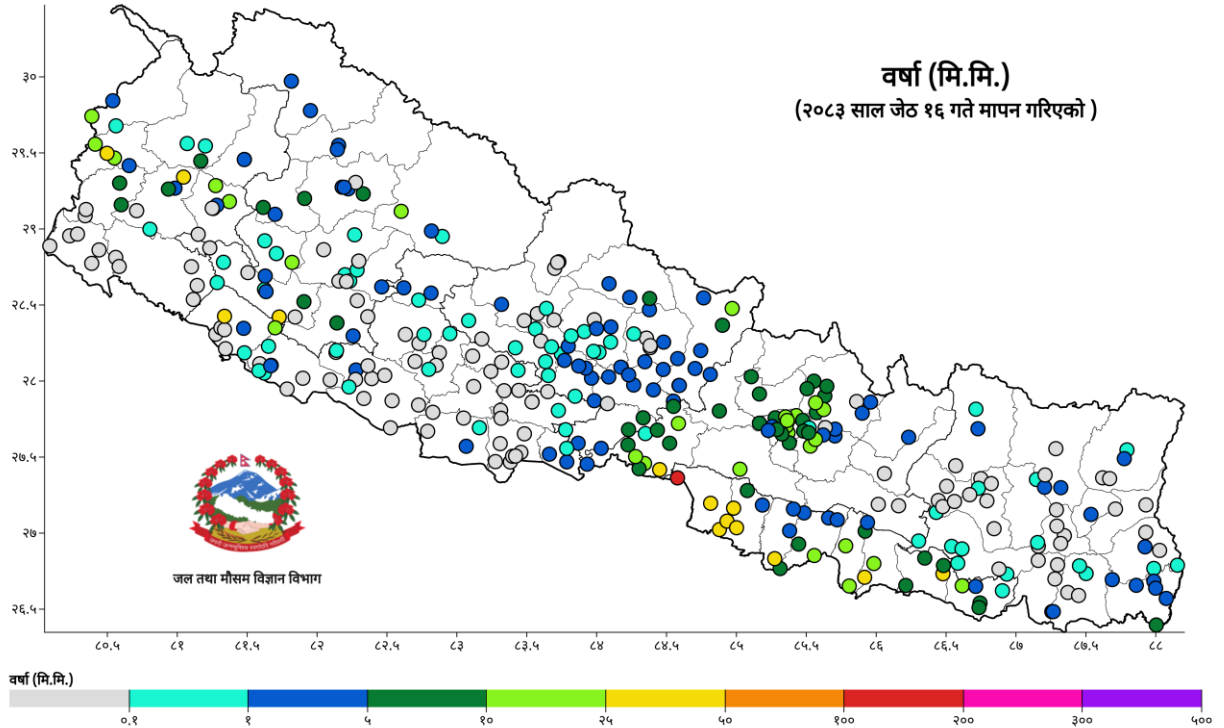 वर्षा (मि.मि.)
(२०८३ साल जेठ १६ गते मापन गरिएको )
३०
२९.५
२९
२८.५
२८
२७.५
२७
२६.५
जल तथा मौसम विज्ञान विभाग
८०.५ ८१ ८१.५ ८२ ८२.५ ८३ ८३.५ ८४ ८४.५ ८५ ८५.५ ८६ ८६.५ ८७ ८७.५ ८८
वर्षा (मि.मि.)
०.१ १ ५ १० २५ ५० १०० २०० ३०० ५००